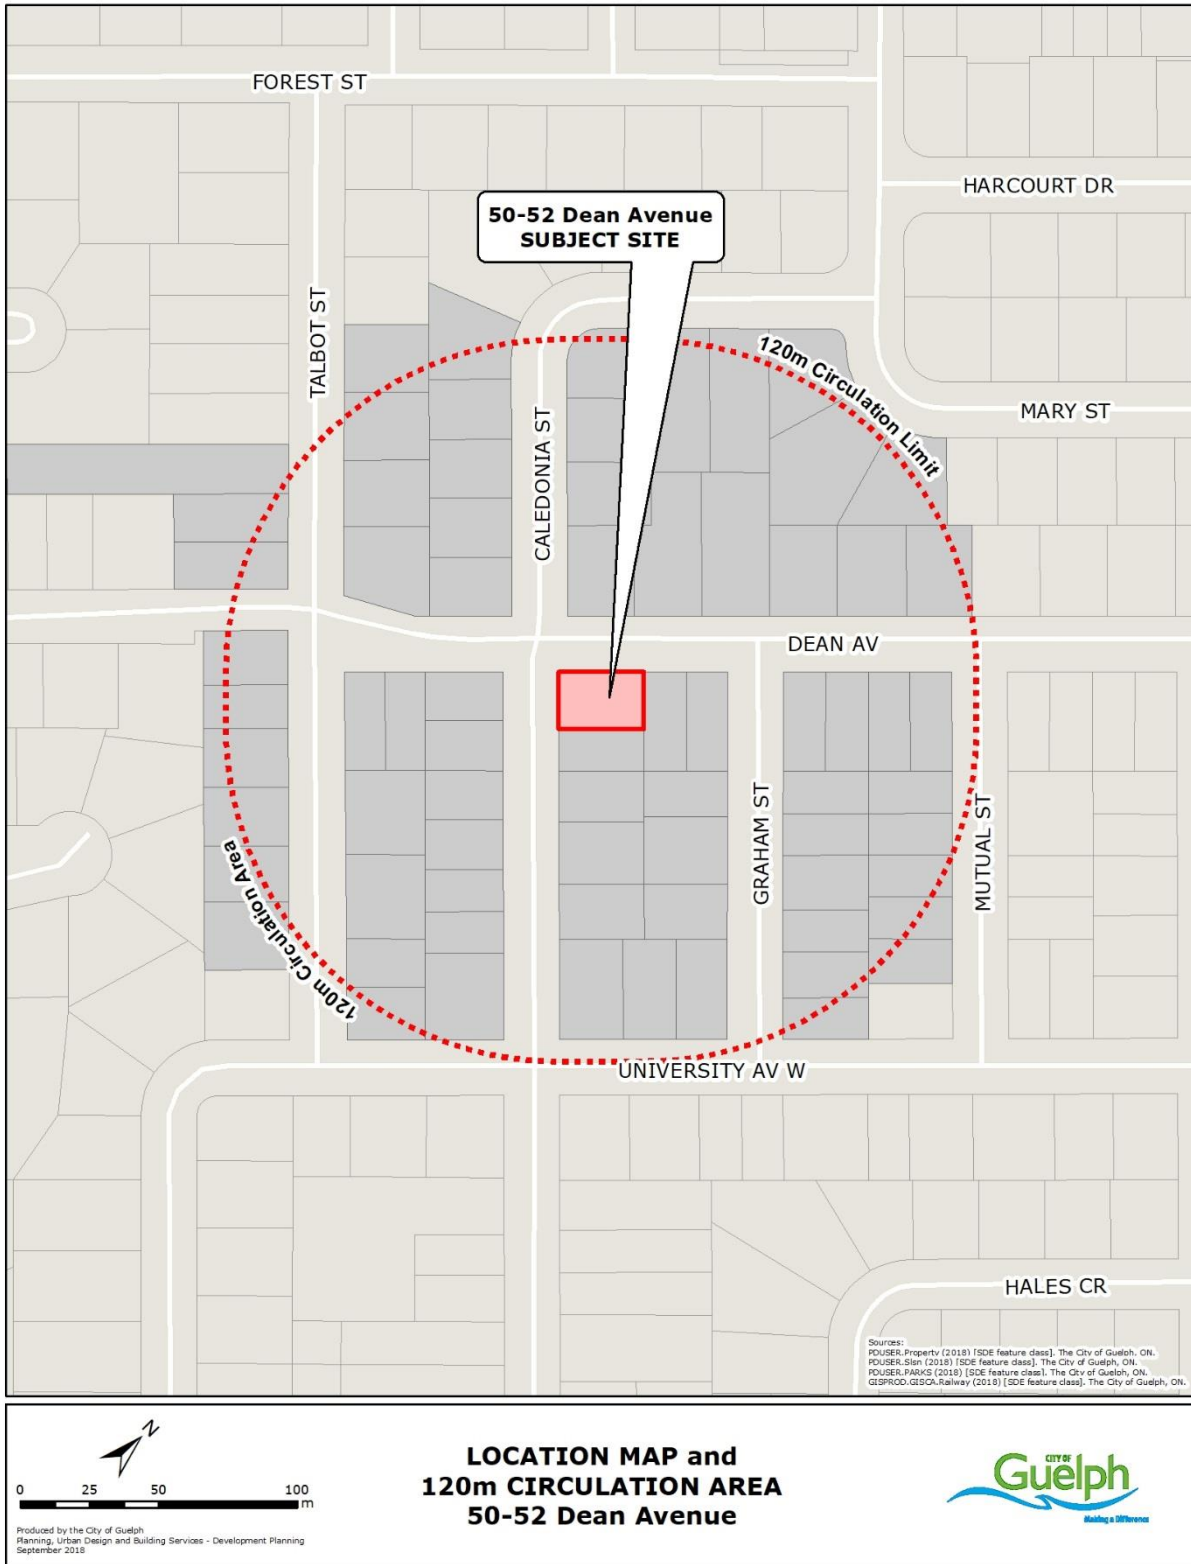 FOREST ST
HARCOURT DR
50-52 Dean Avenue
SUBJECT SITE
TALBOT ST
120m Circulation Limit
MARY ST
CALEDONIA ST
DEAN AV
GRAHAM ST
MUTUAL ST
120m Circulation Area
UNIVERSITY AV W
HALES CR
Sources:
PDUSER.Property (2018) [SDE feature class]. The City of Guelph, ON.
PDUSER.Slsn (2018) [SDE feature class]. The City of Guelph, ON.
PDUSER.PARKS (2018) [SDE feature class]. The City of Guelph, ON.
GISPROD.GISCA.Railway (2018) [SDE feature class]. The City of Guelph, ON.
N
0 25 50 100
m
Produced by the City of Guelph
Planning, Urban Design and Building Services - Development Planning
September 2018
LOCATION MAP and
120m CIRCULATION AREA
50-52 Dean Avenue
CITY OF
Guelph
Making a Difference